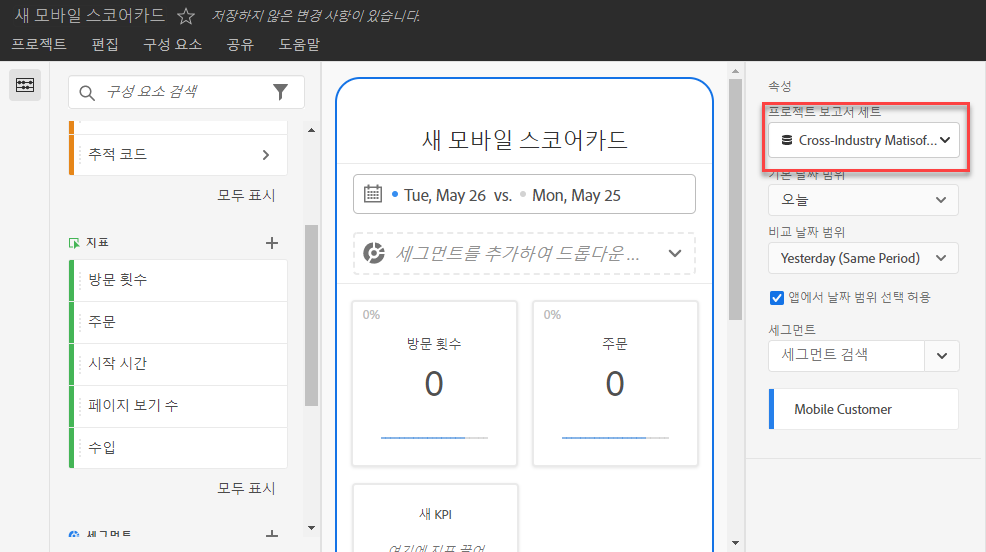 새 모바일 스코어카드 저장하지 않은 변경 사항이 있습니다.
프로젝트 편집 구성 요소 공유 도움말
구성 요소 검색
추적 코드
모두 표시
지표
방문 횟수
주문
시작 시간
페이지 보기 수
수입
모두 표시
세그먼트
새 모바일 스코어카드
Tue, May 26 vs. Mon, May 25
세그먼트를 추가하여 드롭다운 ...
0%
방문 횟수
0
0%
주문
0
새 KPI
여기에 지표 끌어
속성
프로젝트 보고서 세트
Cross-Industry Matisof...
기본 날짜 범위
오늘
비교 날짜 범위
Yesterday (Same Period)
앱에서 날짜 범위 선택 허용
세그먼트
세그먼트 검색
Mobile Customer